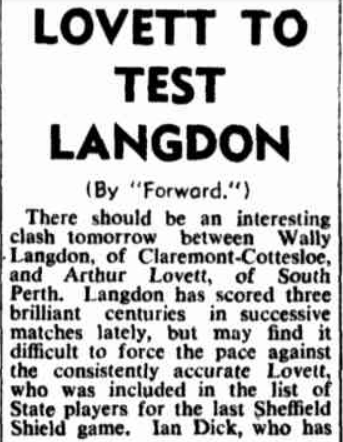 LOVETT TO
TEST
LANGDON
(By "Forward.")
There should be an interesting
clash tomorrow between Wally
Langdon, of Claremont-Cottesloe,
and Arthur Lovett, of South
Perth. Langdon has scored three
brilliant centuries in successive
matches lately, but may find it
difficult to force the pace against
the consistently accurate Lovett,
who was included in the list of
State players for the last Sheffield
Shield game. Ian Dick, who has